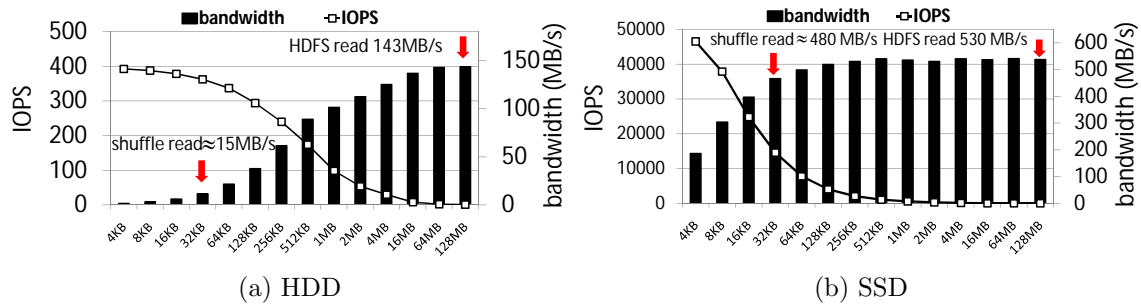 bandwidth IOPS
500
400
300
200
100
0
IOPS
HDFS read 143MB/s
shuffle read≈15MB/s
150
100
50
0
bandwidth (MB/s)
4KB 8KB 16KB 32KB 64KB 128KB 256KB 512KB 1MB 2MB 4MB 16MB 64MB 128MB
(a) HDD
bandwidth IOPS
50000
40000
30000
20000
10000
0
IOPS
shuffle read ≈ 480 MB/s HDFS read 530 MB/s
600
500
400
300
200
100
0
bandwidth (MB/s)
4KB 8KB 16KB 32KB 64KB 128KB 256KB 512KB 1MB 2MB 4MB 16MB 64MB 128MB
(b) SSD